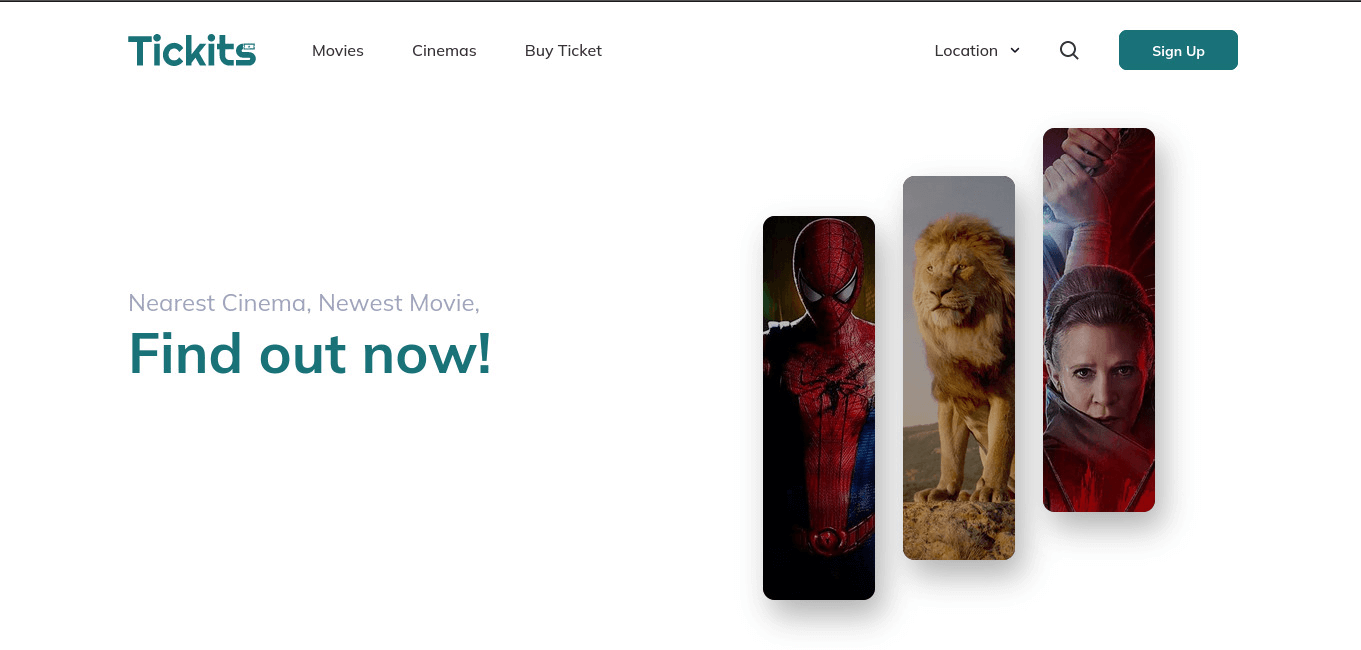 Tickits
Movies
Cinemas
Buy Ticket
Location
Sign Up
Nearest Cinema, Newest Movie,
Find out now!